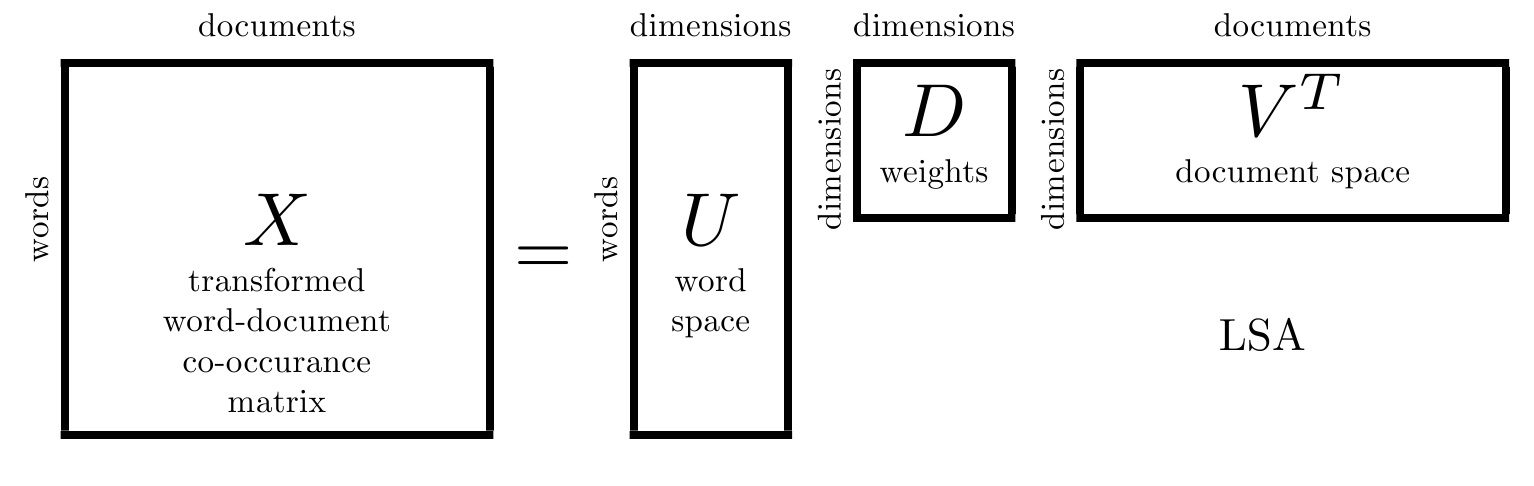 documents
words
X
transformed
word-document
co-occurance
matrix
=
dimensions
words
U
word
space
dimensions
dimensions
D
weights
documents
dimensions
V^T
document space
LSA